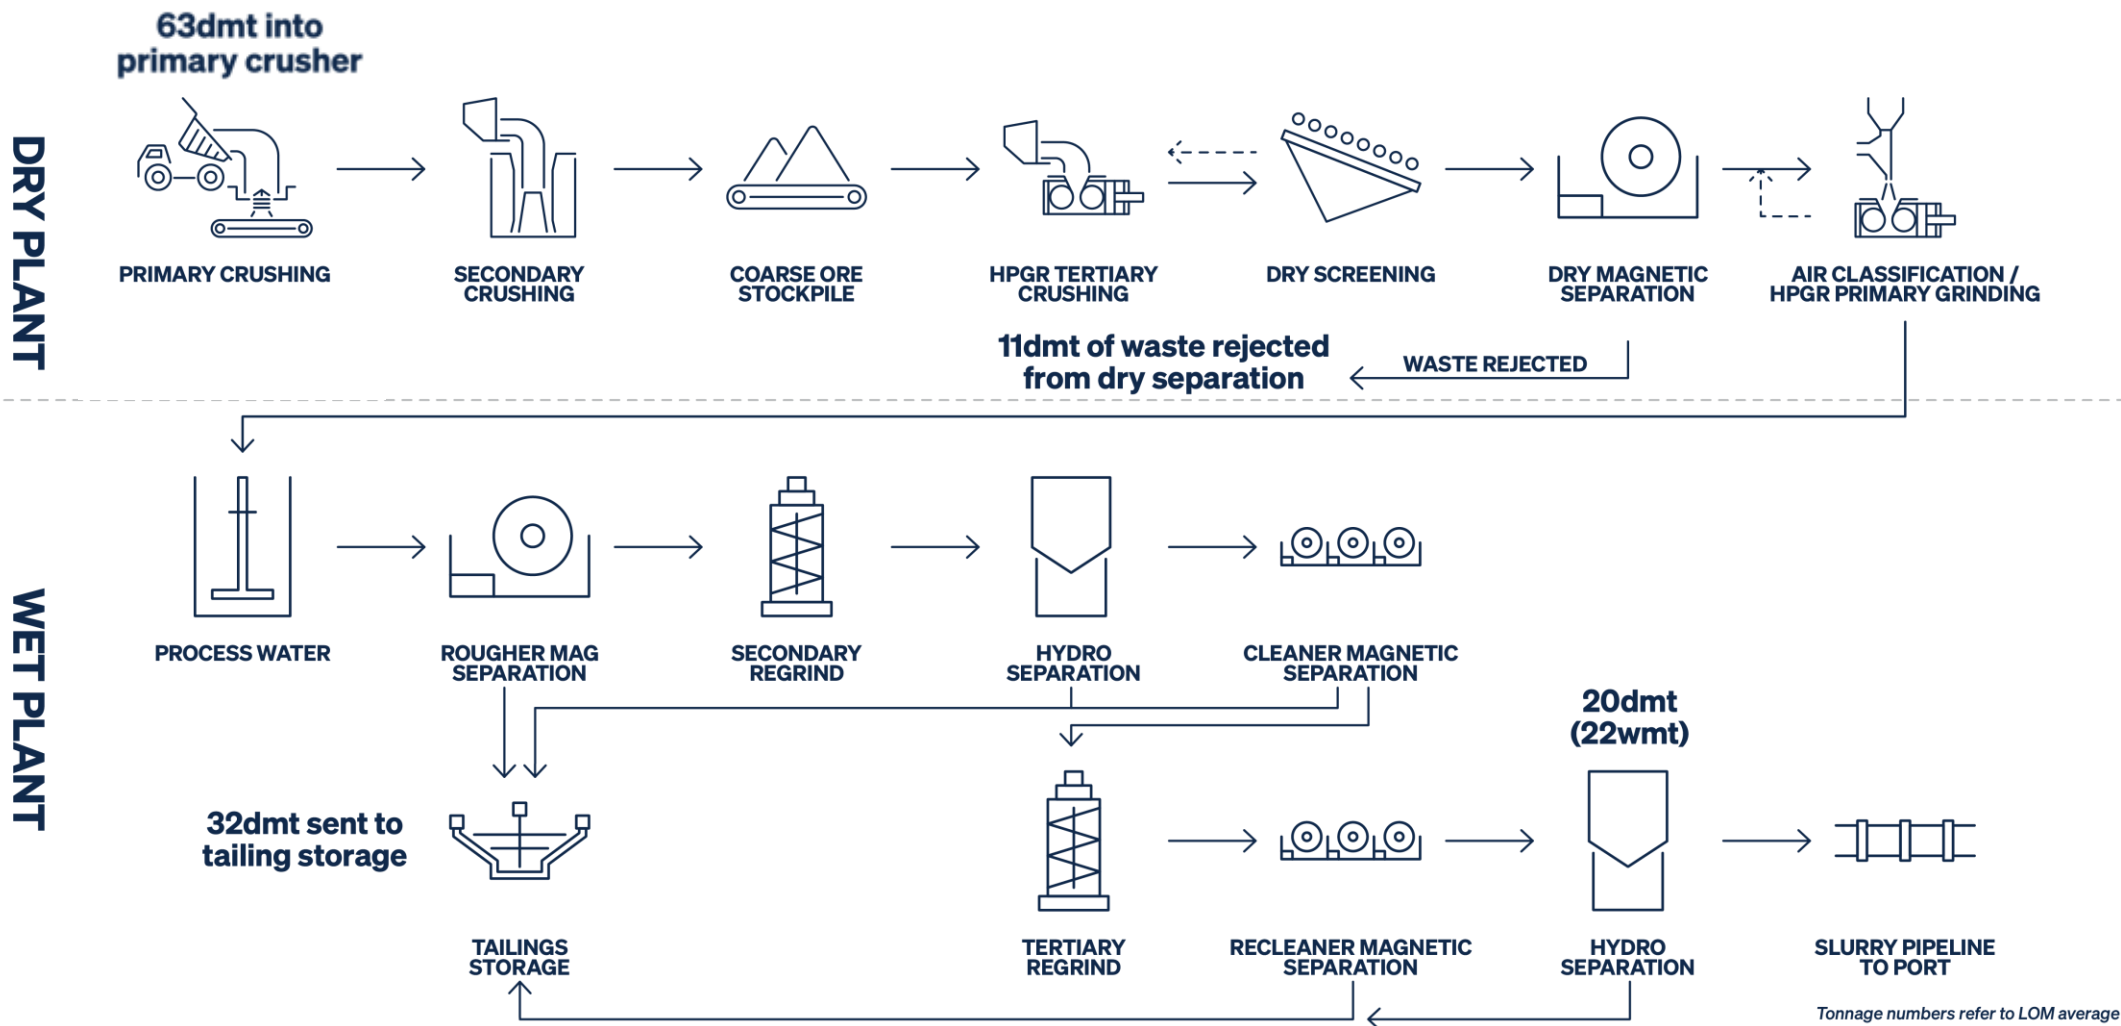 63dmt into
primary crusher
DRY PLANT
PRIMARY CRUSHING
SECONDARY
CRUSHING
COARSE ORE
STOCKPILE
HPGR TERTIARY
CRUSHING
DRY SCREENING
DRY MAGNETIC
SEPARATION
AIR CLASSIFICATION /
HPGR PRIMARY GRINDING
11dmt of waste rejected
from dry separation
WASTE REJECTED
WET PLANT
PROCESS WATER
ROUGHER MAG
SEPARATION
SECONDARY
REGRIND
HYDRO
SEPARATION
CLEANER MAGNETIC
SEPARATION
20dmt
(22wmt)
32dmt sent to
tailing storage
TAILINGS
STORAGE
TERTIARY
REGRIND
RECLEANER MAGNETIC
SEPARATION
HYDRO
SEPARATION
SLURRY PIPELINE
TO PORT
Tonnage numbers refer to LOM average